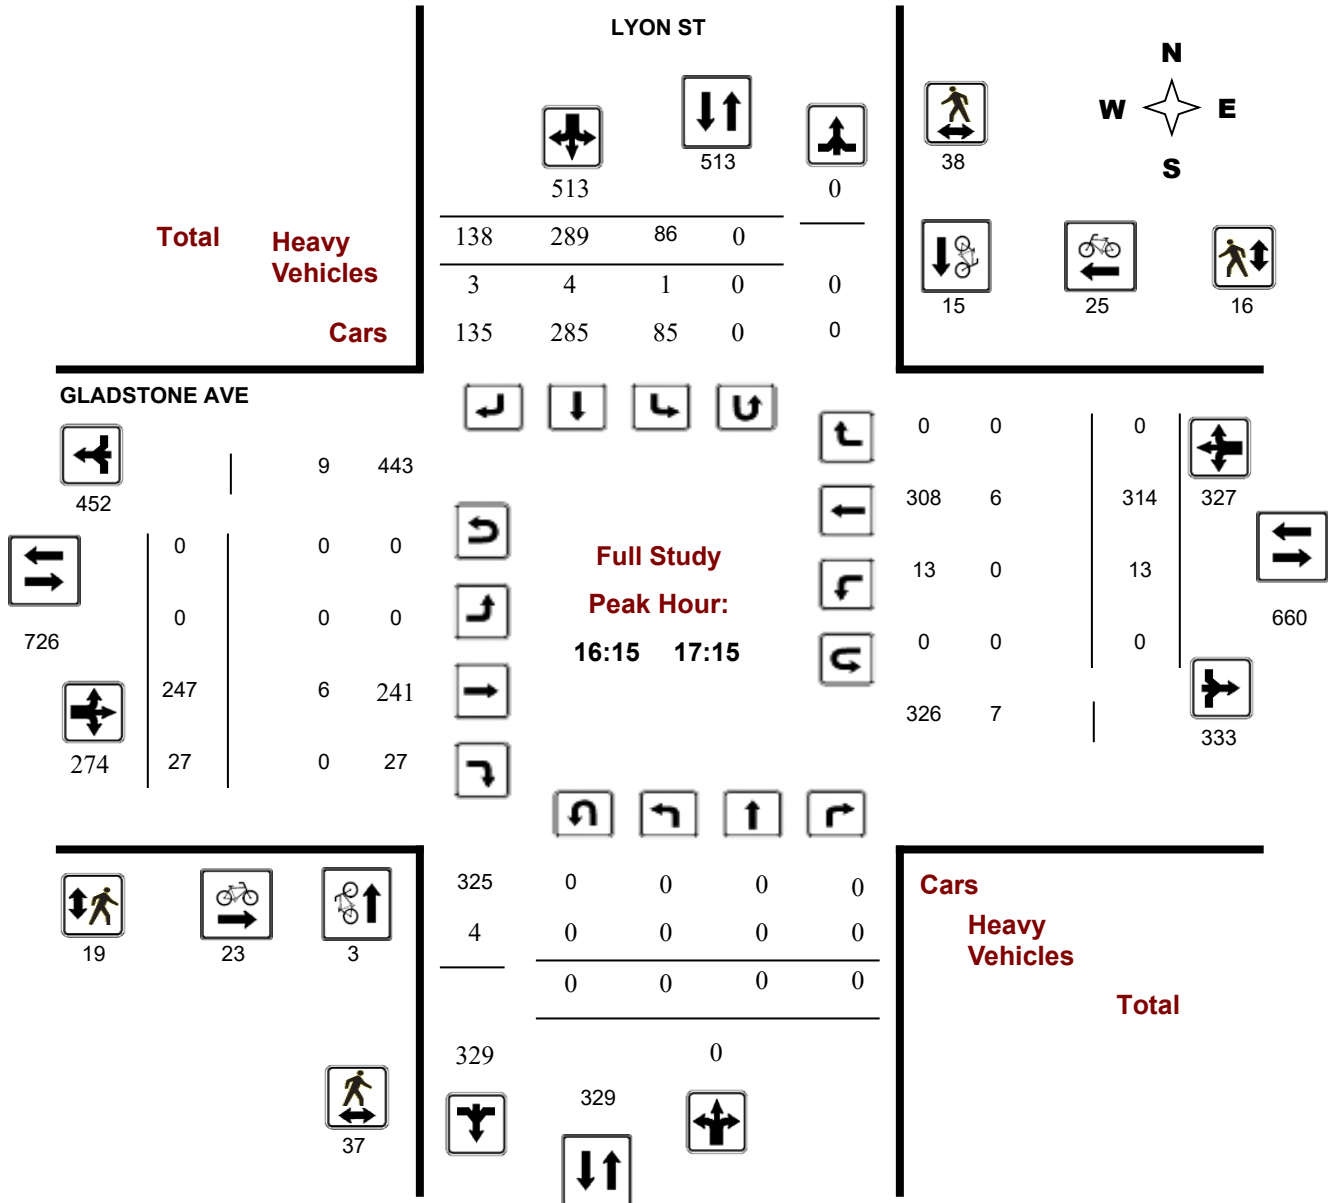 LYON ST
N
W E
S
513
513
0
38
Total Heavy Vehicles
138 289 86 0
3 4 1 0 0
Cars 135 285 85 0 0
15 25 16
GLADSTONE AVE
452
9 443
0 0 0
0 0 0
726
247 6 241
274
27 0 27
Full Study
Peak Hour:
16:15 17:15
0 0 0
308 6 314
327
13 0 13
660
0 0 0
326 7
333
19 23 3
37
325 0 0 0 0
4 0 0 0 0
0 0 0 0
329 0
329
Cars
Heavy
Vehicles
Total